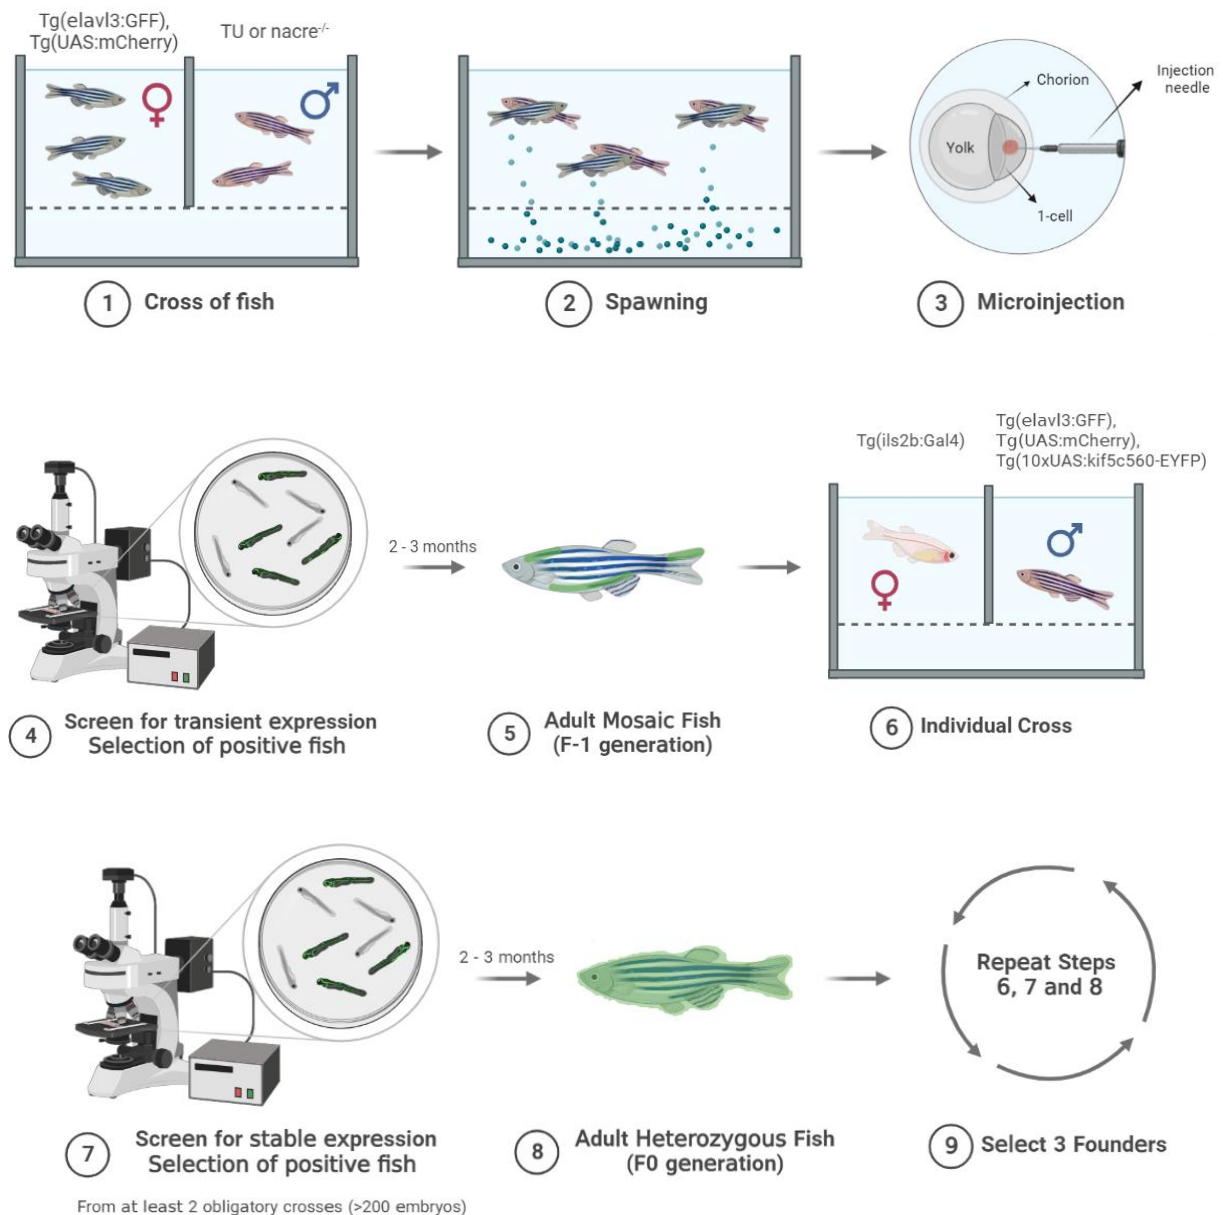 Tg(elavl3:GFF),
Tg(UAS:mCherry)
TU or nacre-/-
Chorion
Injection
needle
Yolk
1-cell
1 Cross of fish
2 Spawning
3 Microinjection
Tg(ils2b:Gal4)
Tg(elavl3:GFF),
Tg(UAS:mCherry),
Tg(10xUAS:kif5c560-EYFP)
2 - 3 months
4 Screen for transient expression
Selection of positive fish
5 Adult Mosaic Fish
(F-1 generation)
6 Individual Cross
2 - 3 months
Repeat Steps
6, 7 and 8
7 Screen for stable expression
Selection of positive fish
From at least 2 obligatory crosses (>200 embryos)
8 Adult Heterozygous Fish
(F0 generation)
9 Select 3 Founders